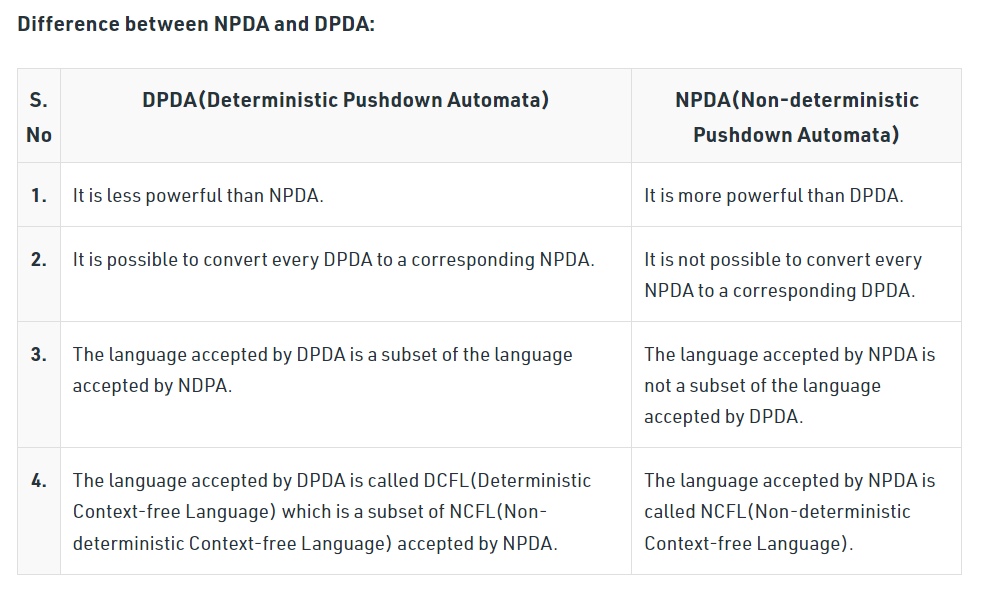 Difference between NPDA and DPDA:
S.
No
DPDA(Deterministic Pushdown Automata)
NPDA(Non-deterministic
Pushdown Automata)
1.
It is less powerful than NPDA.
It is more powerful than DPDA.
2.
It is possible to convert every DPDA to a corresponding NPDA.
It is not possible to convert every
NPDA to a corresponding DPDA.
3.
The language accepted by DPDA is a subset of the language
accepted by NDPA.
The language accepted by NPDA is
not a subset of the language
accepted by DPDA.
4.
The language accepted by DPDA is called DCFL(Deterministic
Context-free Language) which is a subset of NCFL(Non-
deterministic Context-free Language) accepted by NPDA.
The language accepted by NPDA is
called NCFL(Non-deterministic
Context-free Language).